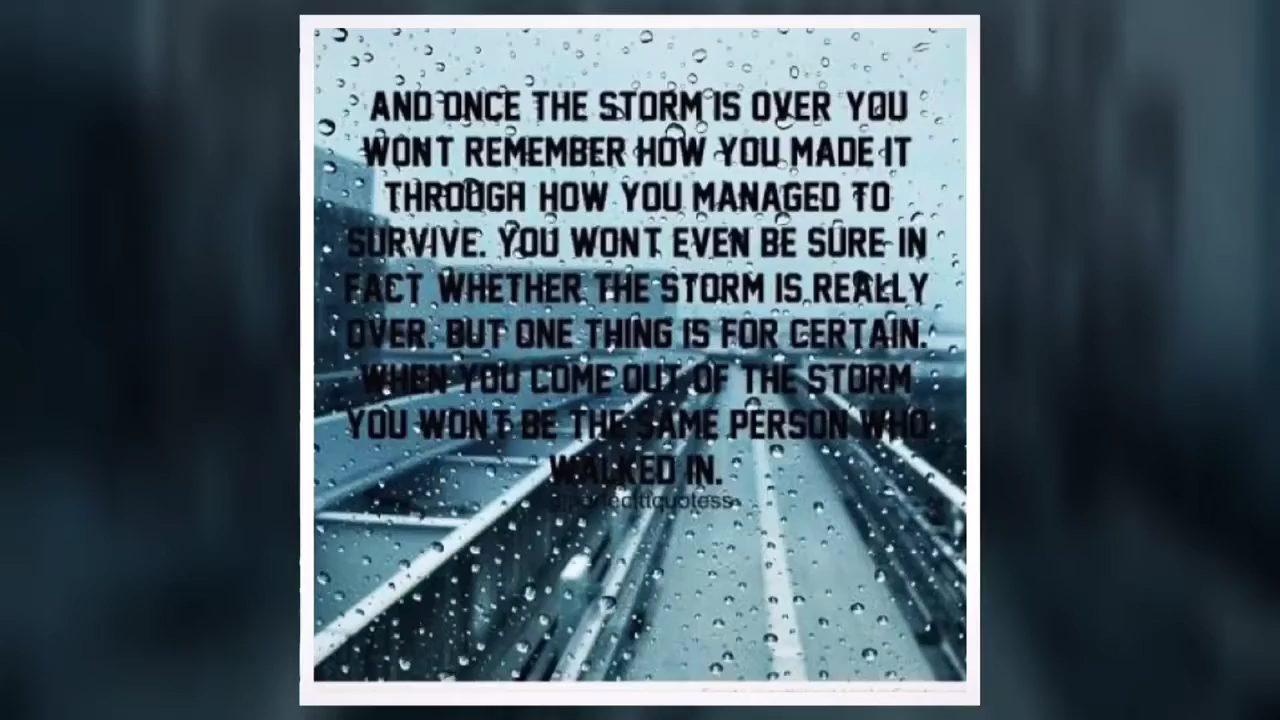 AND ONCE THE STORM IS OVER YOU
WONT REMEMBER HOW YOU MADE IT
THROUGH HOW YOU MANAGED TO
SURVIVE. YOU WONT EVEN BE SURE IN
FACT WHETHER THE STORM IS REALLY
OVER. BUT ONE THING IS FOR CERTAIN.
WHEN YOU COME OUT OF THE STORM
YOU WONT BE THE SAME PERSON WHO
WALKED IN.